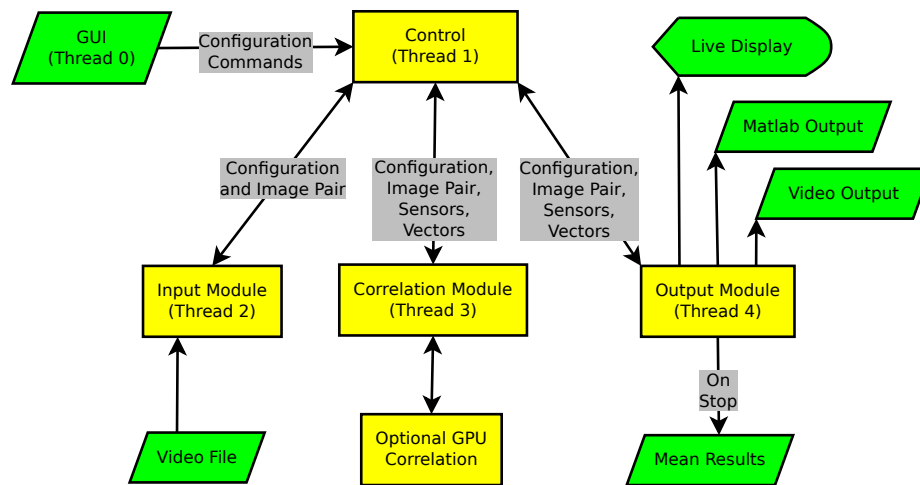 GUI
(Thread 0)
Configuration
Commands
Control
(Thread 1)
Live Display
Matlab Output
Video Output
Configuration
and Image Pair
Configuration,
Image Pair,
Sensors,
Vectors
Configuration,
Image Pair,
Sensors,
Vectors
Input Module
(Thread 2)
Correlation Module
(Thread 3)
Output Module
(Thread 4)
On
Stop
Video File
Optional GPU
Correlation
Mean Results